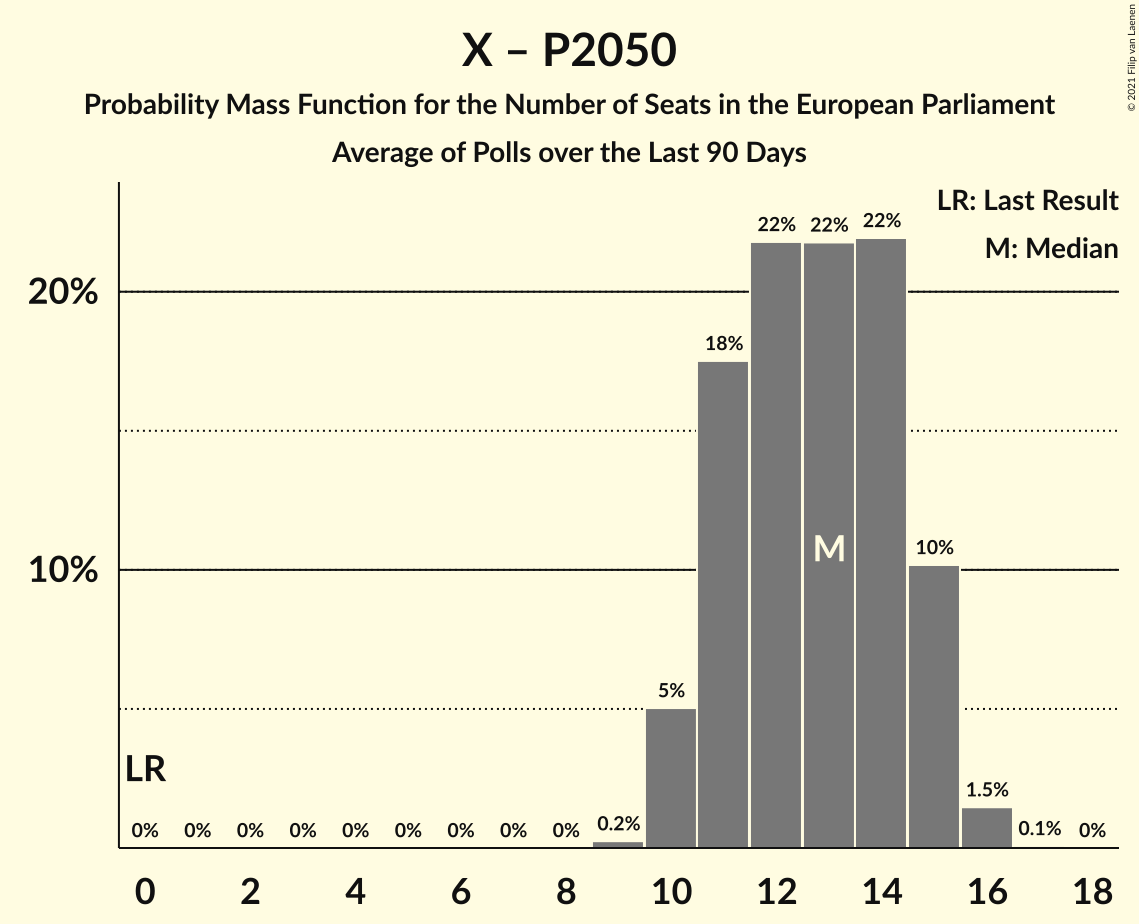 X – P2050
Probability Mass Function for the Number of Seats in the European Parliament
Average of Polls over the Last 90 Days
© 2021 Filip van Laenen
LR: Last Result
M: Median
20%
10%
22% 22% 22%
18%
M
10%
5%
LR
1.5%
0% 0% 0% 0% 0% 0% 0% 0% 0% 0.2% 0.1% 0%
0 2 4 6 8 10 12 14 16 18